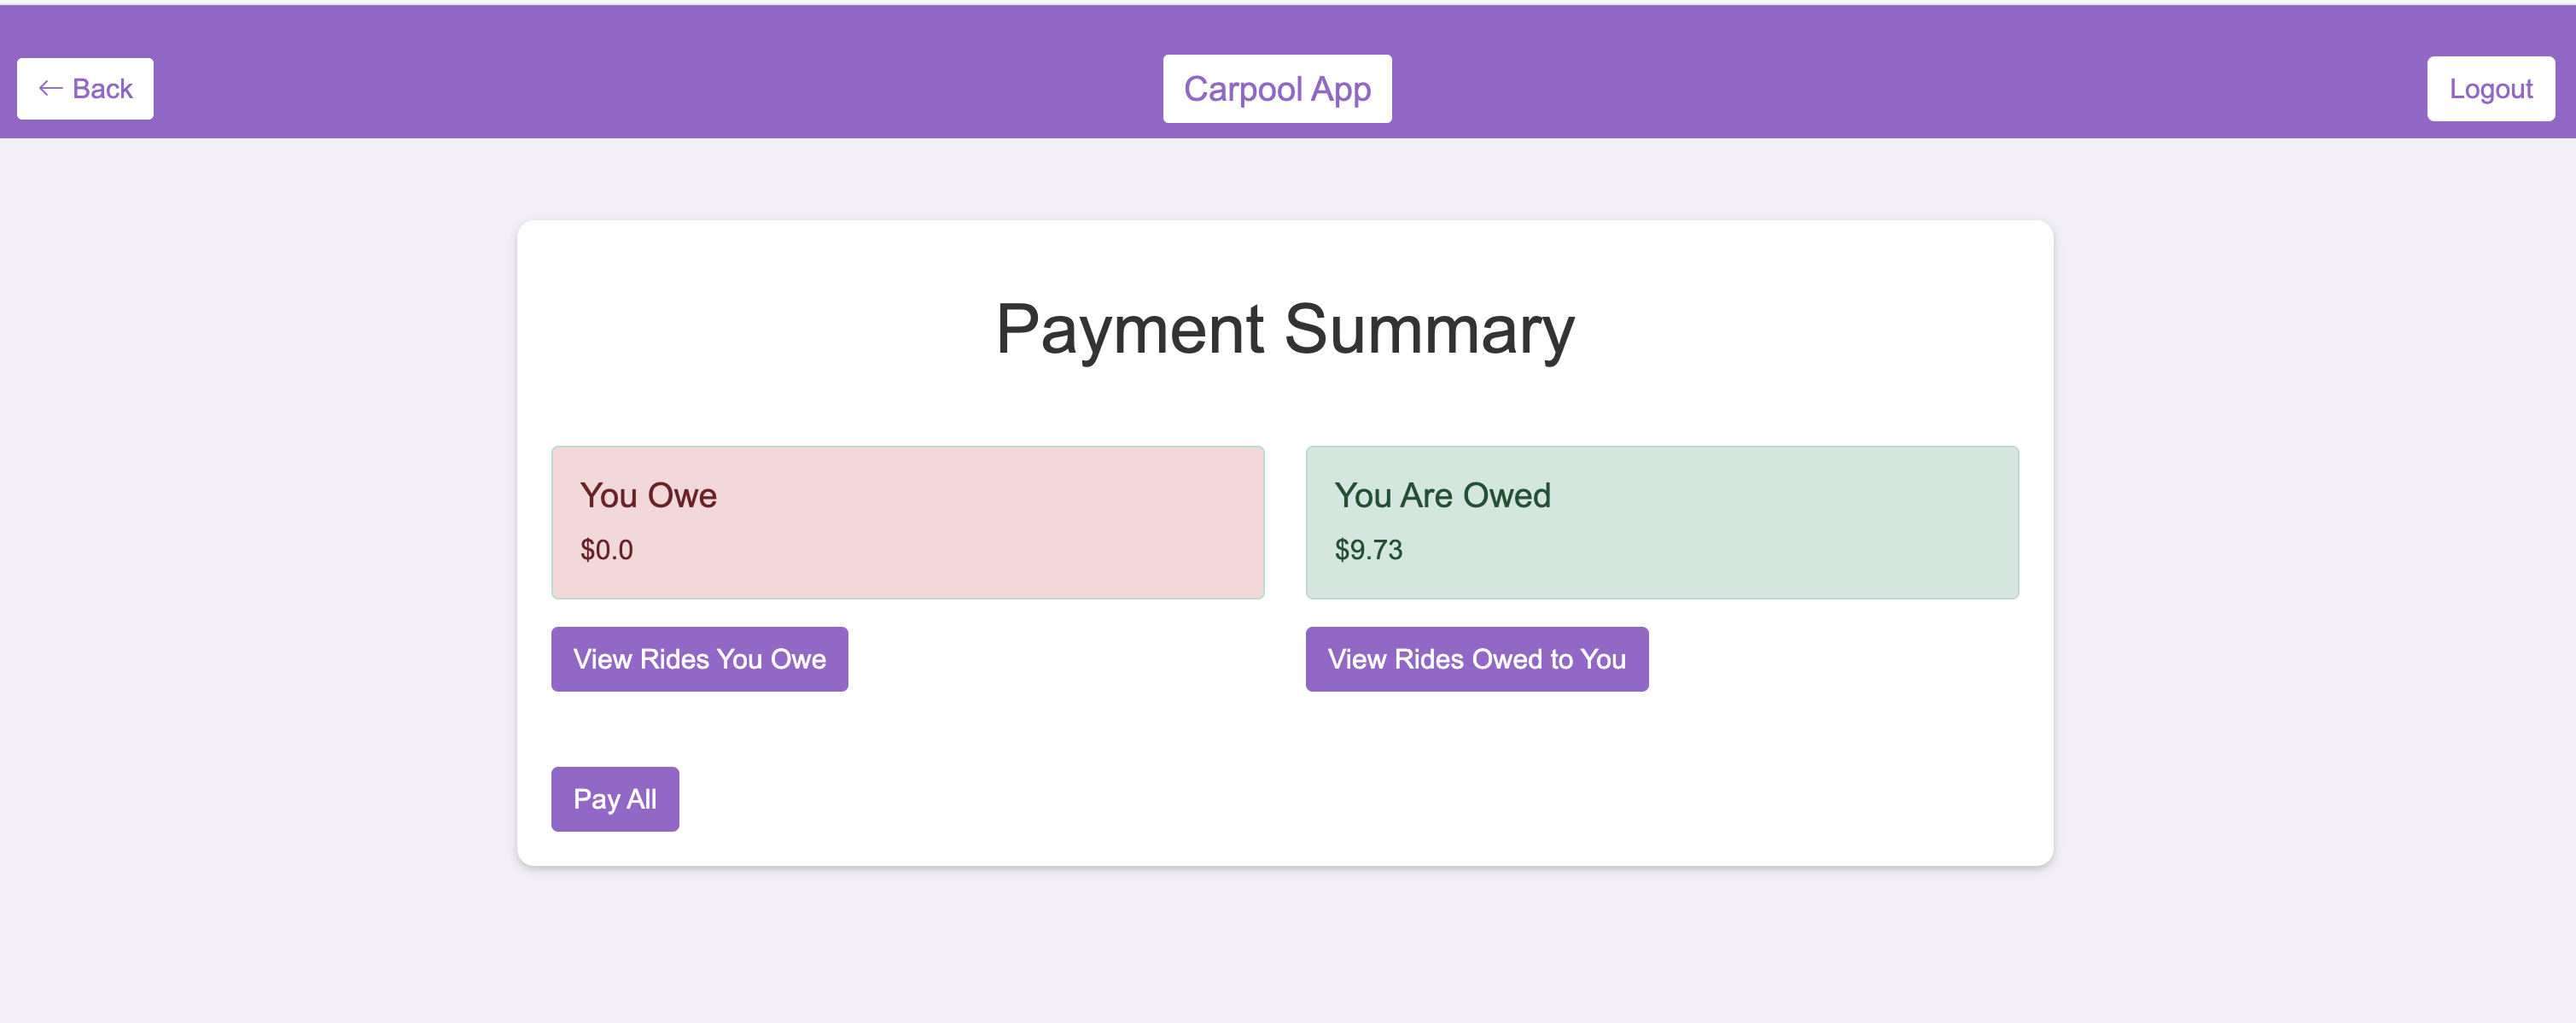 ← Back
Carpool App
Logout
Payment Summary
You Owe
$0.0
You Are Owed
$9.73
View Rides You Owe
View Rides Owed to You
Pay All